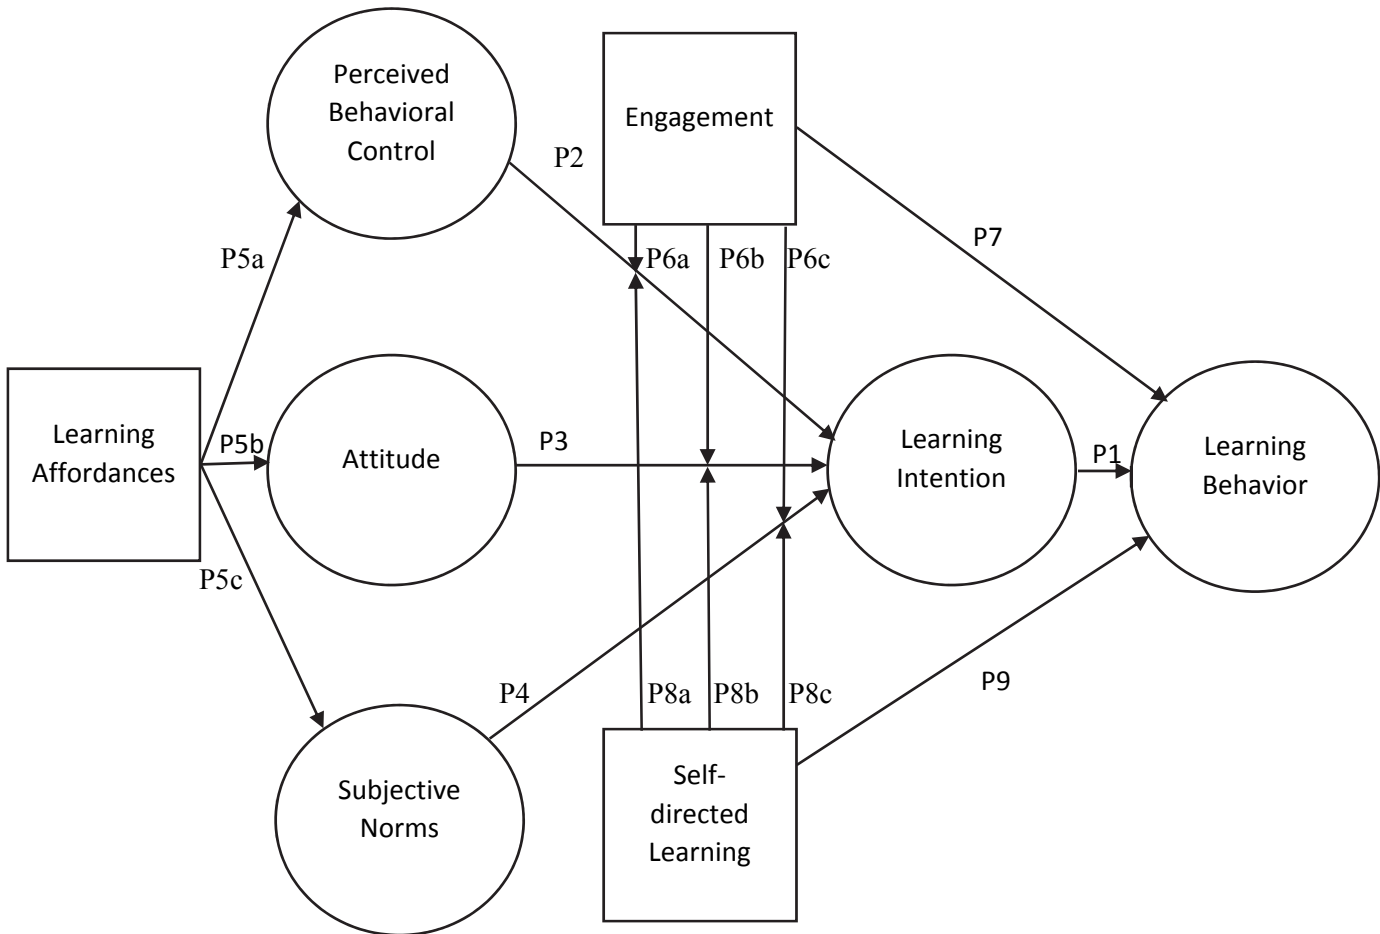 Perceived
Behavioral
Control
Engagement
P2
P7
P5a
P6a
P6b
P6c
Learning
Affordances
P5b
Attitude
P3
Learning
Intention
P1
Learning
Behavior
P5c
P4
P8a
P8b
P8c
P9
Subjective
Norms
Self-
directed
Learning